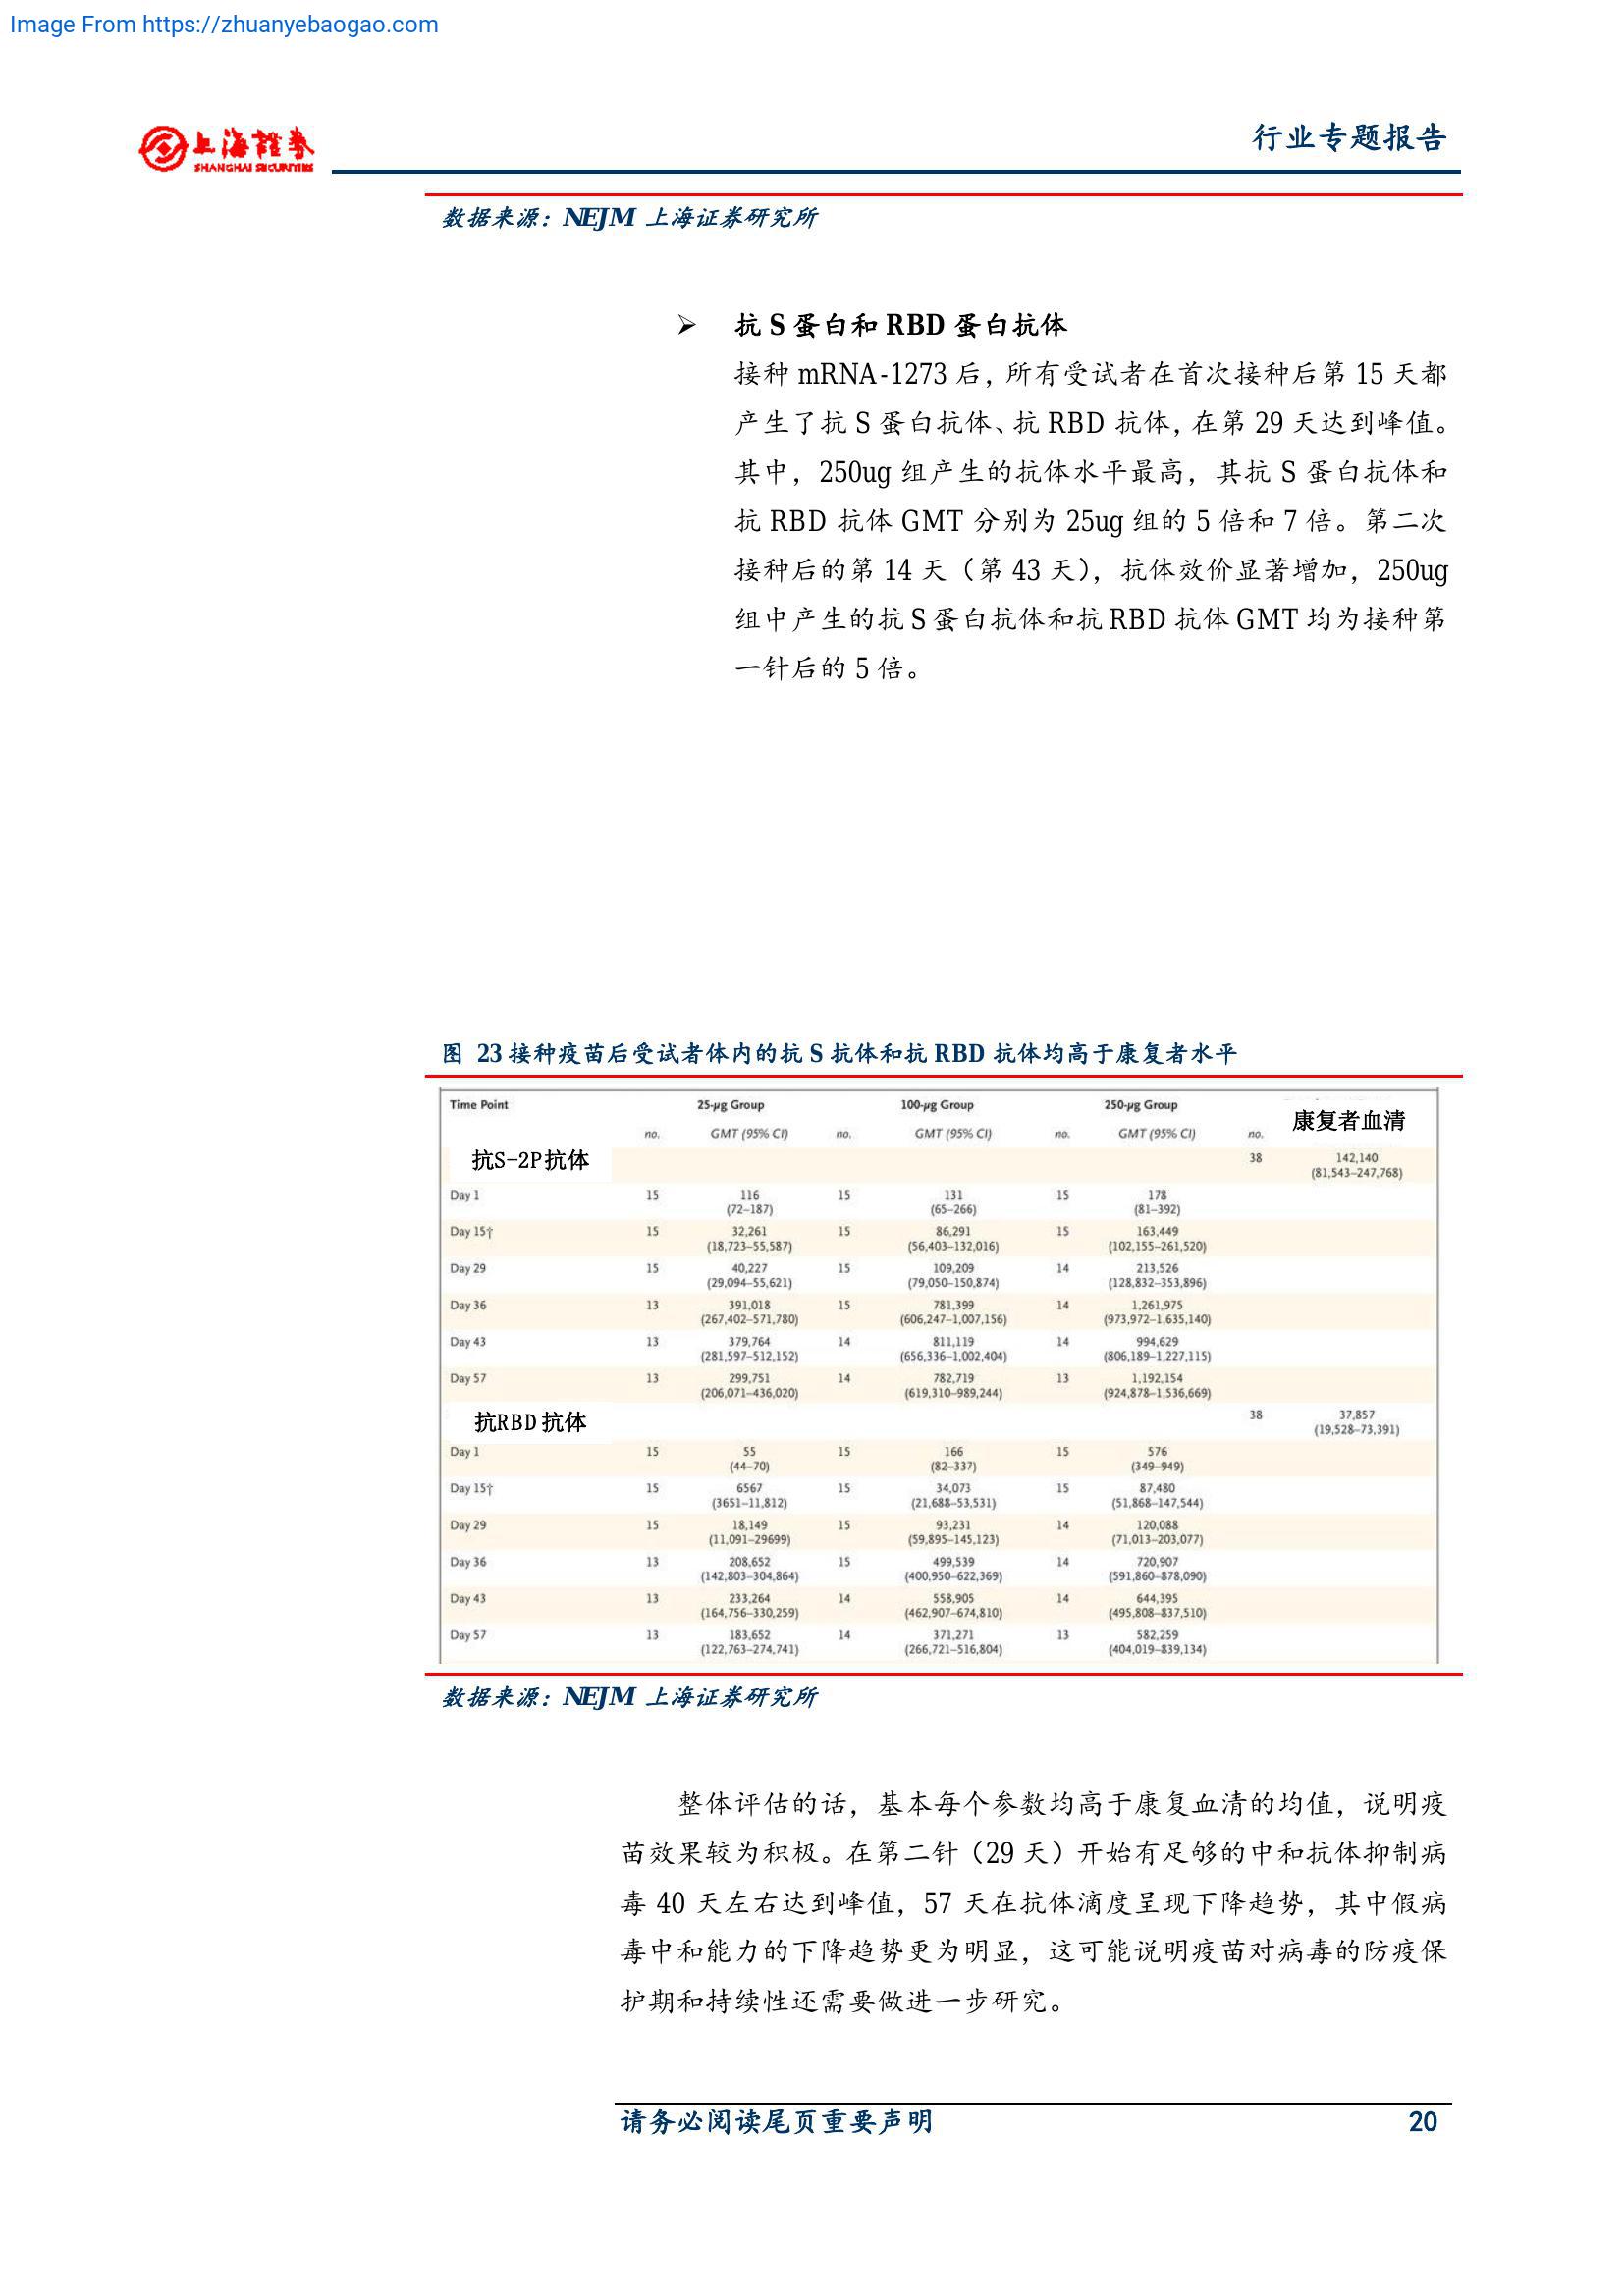 Image From https://zhuanyebaogao.com
上海證券
SHANGHAI SECURITIES
行业专题报告
数据来源：NEJM 上海证券研究所
➢ 抗 S 蛋白和 RBD 蛋白抗体
接种 mRNA-1273 后，所有受试者在首次接种后第 15 天都
产生了抗 S 蛋白抗体、抗 RBD 抗体，在第 29 天达到峰值。
其中，250ug 组产生的抗体水平最高，其抗 S 蛋白抗体和
抗 RBD 抗体 GMT 分别为 25ug 组的 5 倍和 7 倍。第二次
接种后的第 14 天（第 43 天），抗体效价显著增加，250ug
组中产生的抗 S 蛋白抗体和抗 RBD 抗体 GMT 均为接种第
一针后的 5 倍。
图 23 接种疫苗后受试者体内的抗 S 抗体和抗 RBD 抗体均高于康复者水平
Time Point 25-μg Group 100-μg Group 250-μg Group 康复者血清
no. GMT (95% CI) no. GMT (95% CI) no. GMT (95% CI) no.
抗S-2P抗体 38 142,140
(81,543–247,768)
Day 1 15 116 15 131 15 178
(72–187) (65–266) (81–392)
Day 15† 15 32,261 15 86,291 15 163,449
(18,723–55,587) (56,403–132,016) (102,155–261,520)
Day 29 15 40,227 15 109,209 14 213,526
(29,094–55,621) (79,050–150,874) (128,832–353,896)
Day 36 13 391,018 15 781,399 14 1,261,975
(267,402–571,780) (606,247–1,007,156) (973,972–1,635,140)
Day 43 13 379,764 14 811,119 14 994,629
(281,597–512,152) (656,336–1,002,404) (806,189–1,227,115)
Day 57 13 299,751 14 782,719 13 1,192,154
(206,071–436,020) (619,310–989,244) (924,878–1,536,669)
抗RBD抗体 38 37,857
(19,528–73,391)
Day 1 15 55 15 166 15 576
(44–70) (82–337) (349–949)
Day 15† 15 6567 15 34,073 15 87,480
(3651–11,812) (21,688–53,531) (51,868–147,544)
Day 29 15 18,149 15 93,231 14 120,088
(11,091–29699) (59,895–145,123) (71,013–203,077)
Day 36 13 208,652 15 499,539 14 720,907
(142,803–304,864) (400,950–622,369) (591,860–878,090)
Day 43 13 233,264 14 558,905 14 644,395
(164,756–330,259) (462,907–674,810) (495,808–837,510)
Day 57 13 183,652 14 371,271 13 582,259
(122,763–274,741) (266,721–516,804) (404,019–839,134)
数据来源：NEJM 上海证券研究所
整体评估的话，基本每个参数均高于康复血清的均值，说明疫
苗效果较为积极。在第二针（29 天）开始有足够的中和抗体抑制病
毒 40 天左右达到峰值，57 天在抗体滴度呈现下降趋势，其中假病
毒中和能力的下降趋势更为明显，这可能说明疫苗对病毒的防疫保
护期和持续性还需要做进一步研究。
请务必阅读尾页重要声明 20